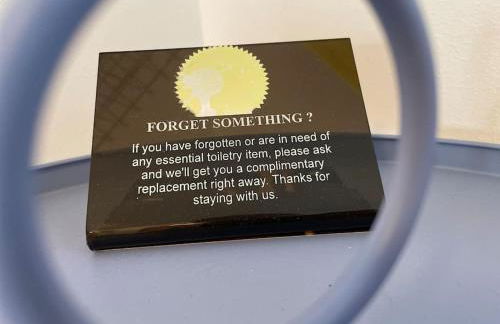 FORGET SOMETHING ?
If you have forgotten or are in need of
any essential toiletry item, please ask
and we'll get you a complimentary
replacement right away. Thanks for
staying with us.